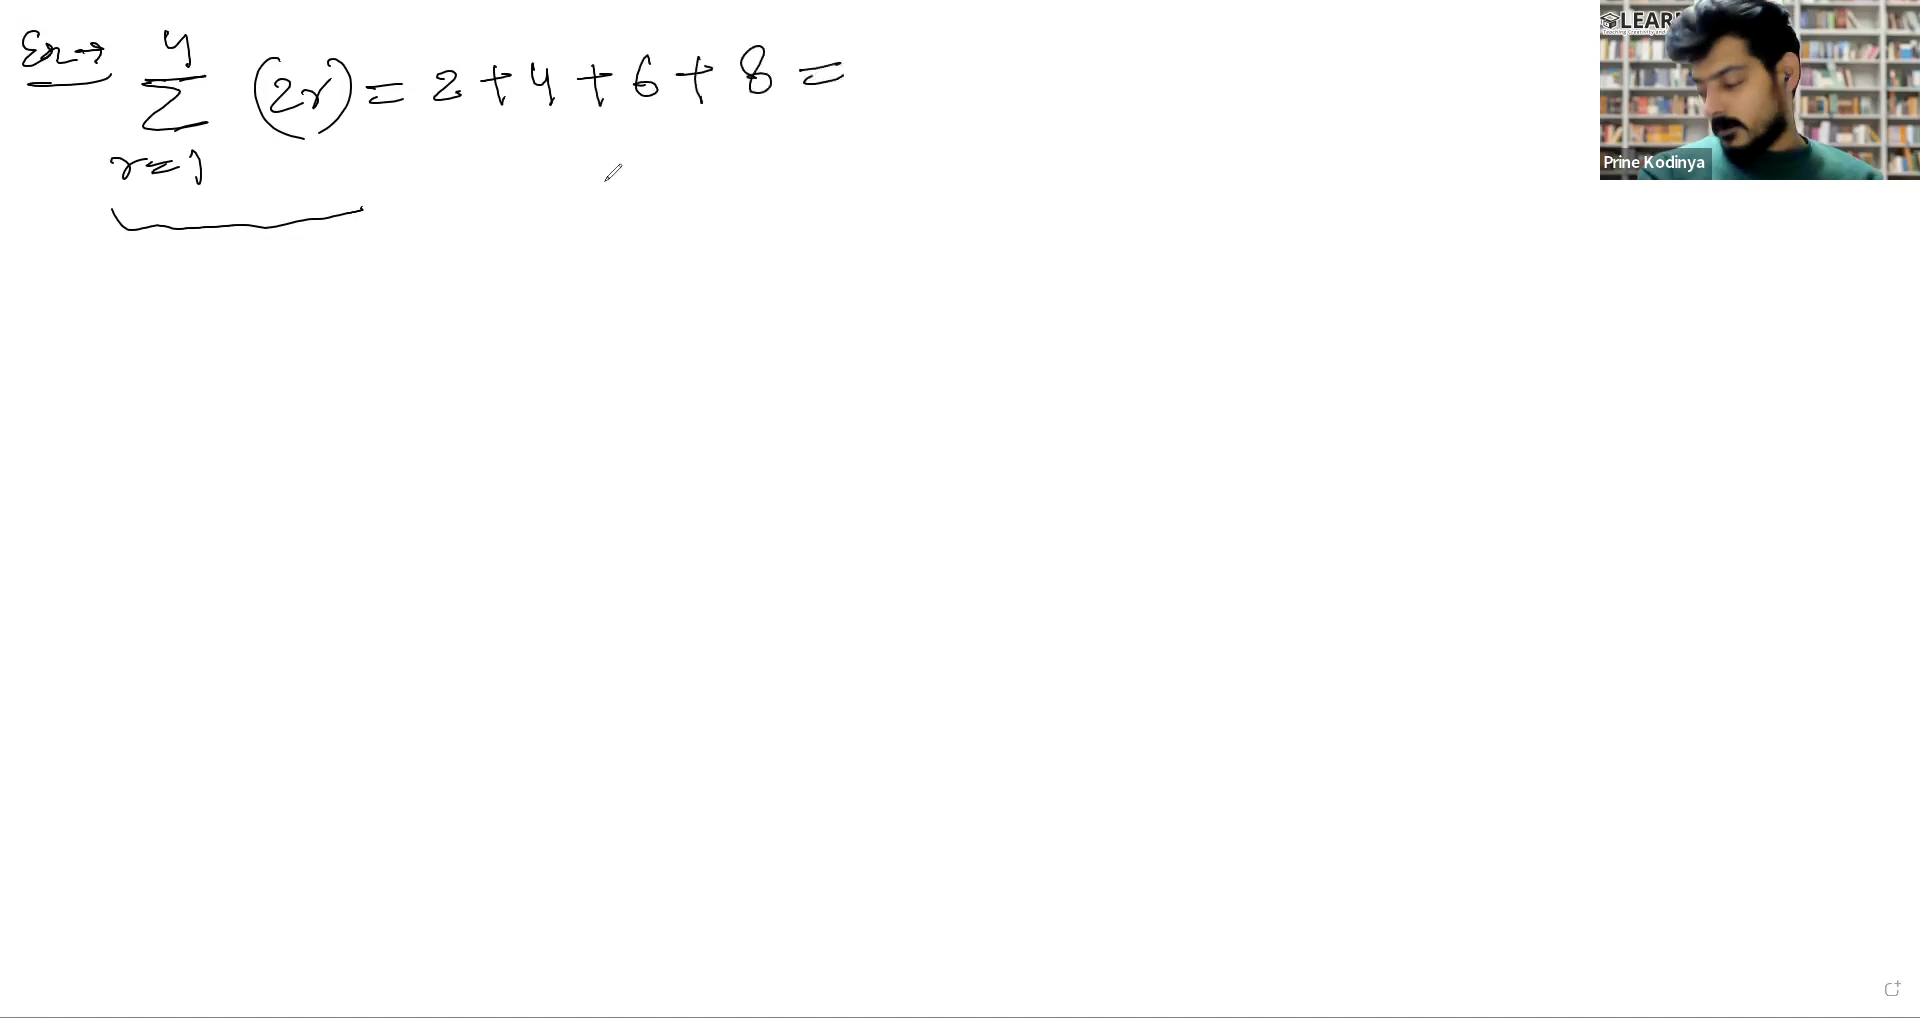 Ex→ 4
∑ (2r) = 2 + 4 + 6 + 8 =
r=1
LEAR
Prine Kodinya